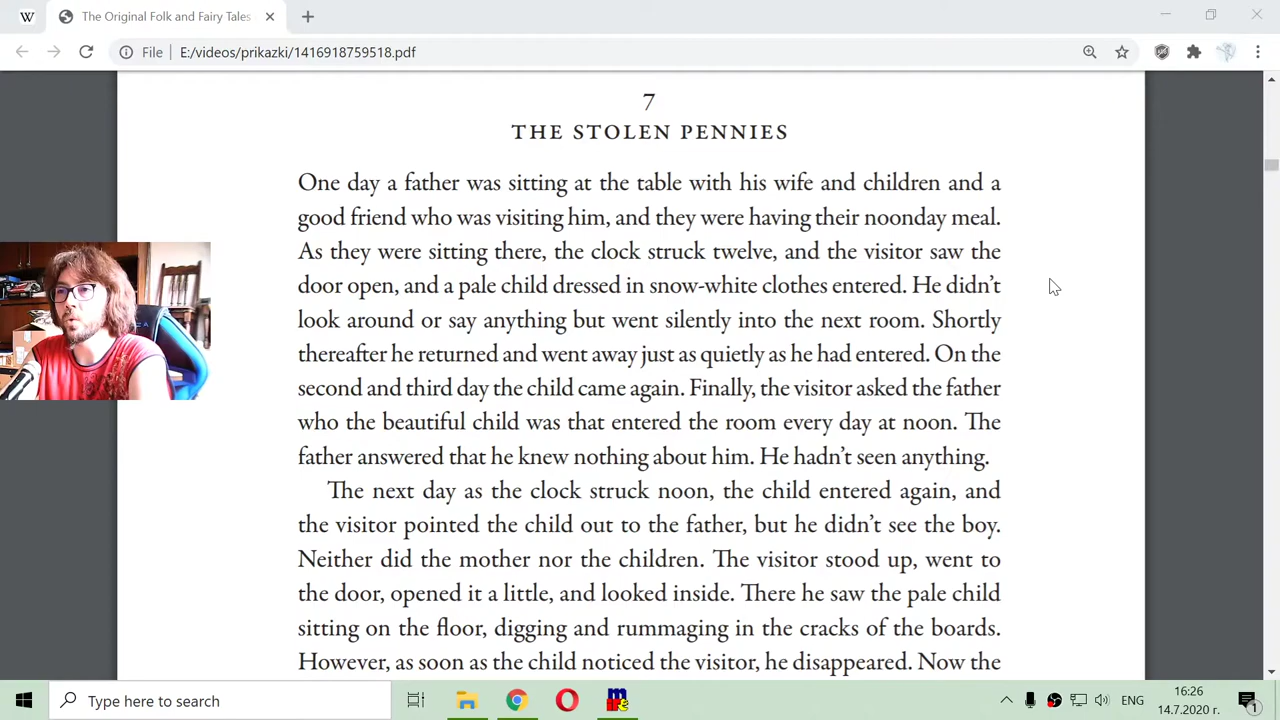 W
The Original Folk and Fairy Tales
File
E:/videos/prikazki/1416918759518.pdf
7
THE STOLEN PENNIES
One day a father was sitting at the table with his wife and children and a
good friend who was visiting him, and they were having their noonday meal.
As they were sitting there, the clock struck twelve, and the visitor saw the
door open, and a pale child dressed in snow-white clothes entered. He didn’t
look around or say anything but went silently into the next room. Shortly
thereafter he returned and went away just as quietly as he had entered. On the
second and third day the child came again. Finally, the visitor asked the father
who the beautiful child was that entered the room every day at noon. The
father answered that he knew nothing about him. He hadn’t seen anything.
The next day as the clock struck noon, the child entered again, and
the visitor pointed the child out to the father, but he didn’t see the boy.
Neither did the mother nor the children. The visitor stood up, went to
the door, opened it a little, and looked inside. There he saw the pale child
sitting on the floor, digging and rummaging in the cracks of the boards.
However, as soon as the child noticed the visitor, he disappeared. Now the
Type here to search
ЕНГ
16:26
14.7.2020 г.
1